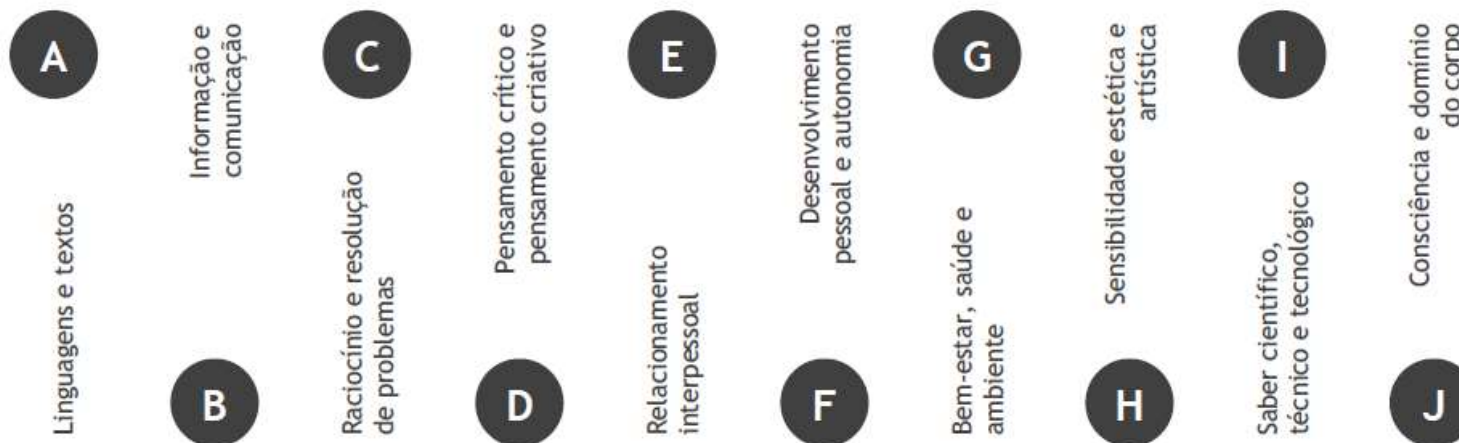 A
Linguagens e textos
B
Informação e
comunicação
C
Raciocínio e resolução
de problemas
D
Pensamento crítico e
pensamento criativo
E
Relacionamento
interpessoal
F
Desenvolvimento
pessoal e autonomia
G
Bem-estar, saúde e
ambiente
H
Sensibilidade estética e
artística
I
Saber científico,
técnico e tecnológico
J
Consciência e domínio
do corpo